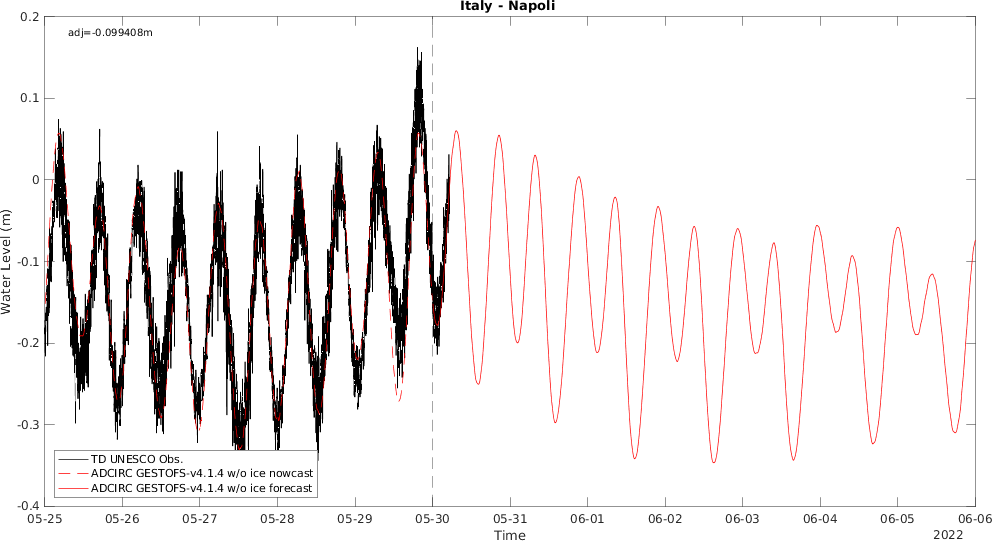 Italy - Napoli
adj=-0.099408m
0.2
0.1
0
-0.1
-0.2
-0.3
-0.4
Water Level (m)
TD UNESCO Obs.
ADCIRC GESTOFS-v4.1.4 w/o ice nowcast
ADCIRC GESTOFS-v4.1.4 w/o ice forecast
05-25 05-26 05-27 05-28 05-29 05-30 05-31 06-01 06-02 06-03 06-04 06-05 06-06
Time
2022